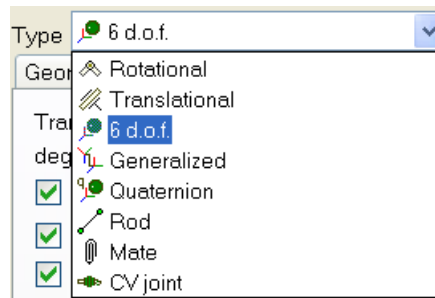 Type 6 d.o.f.
Geor
Rotational
Translational
Tra
6 d.o.f.
deg
Generalized
Quaternion
Rod
Mate
CV joint